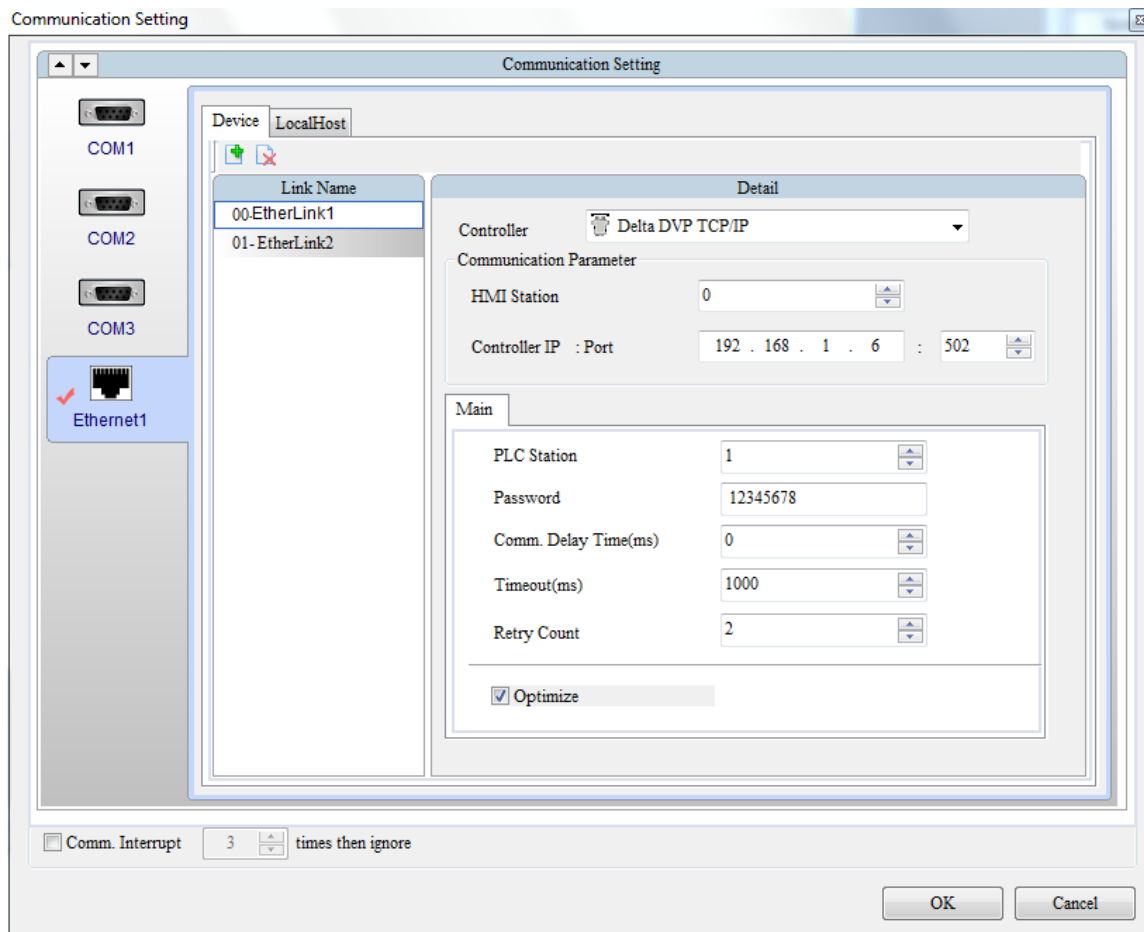 Communication Setting
Communication Setting
COM1
COM2
COM3
Ethernet1
Device LocalHost
Link Name
00-EtherLink1
01- EtherLink2
Detail
Controller Delta DVP TCP/IP
Communication Parameter
HMI Station 0
Controller IP : Port 192 . 168 . 1 . 6 : 502
Main
PLC Station 1
Password 12345678
Comm. Delay Time(ms) 0
Timeout(ms) 1000
Retry Count 2
Optimize
Comm. Interrupt 3 times then ignore
OK Cancel